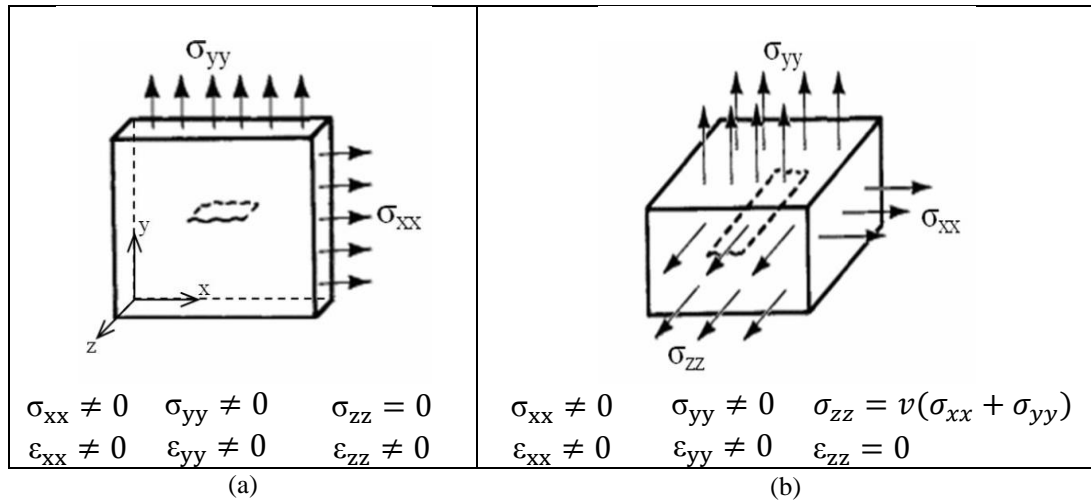 σyy
σxx
y
x
z
σxx ≠ 0 σyy ≠ 0 σzz = 0
εxx ≠ 0 εyy ≠ 0 εzz ≠ 0
(a)
σyy
σxx
σzz
σxx ≠ 0 σyy ≠ 0 σzz = v(σxx + σyy)
εxx ≠ 0 εyy ≠ 0 εzz = 0
(b)